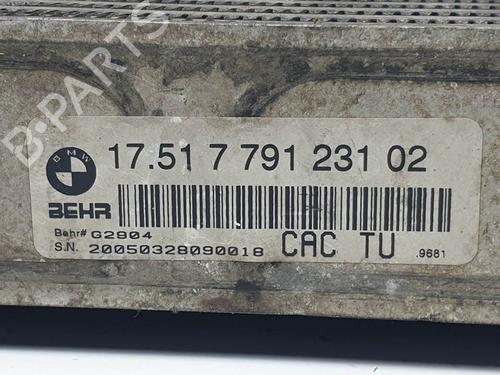 B-PARTS
BMW
17.51 7 791 231 02
BEHR
Behr# G2904
S.N. 20050328090018 CAC TU .9681